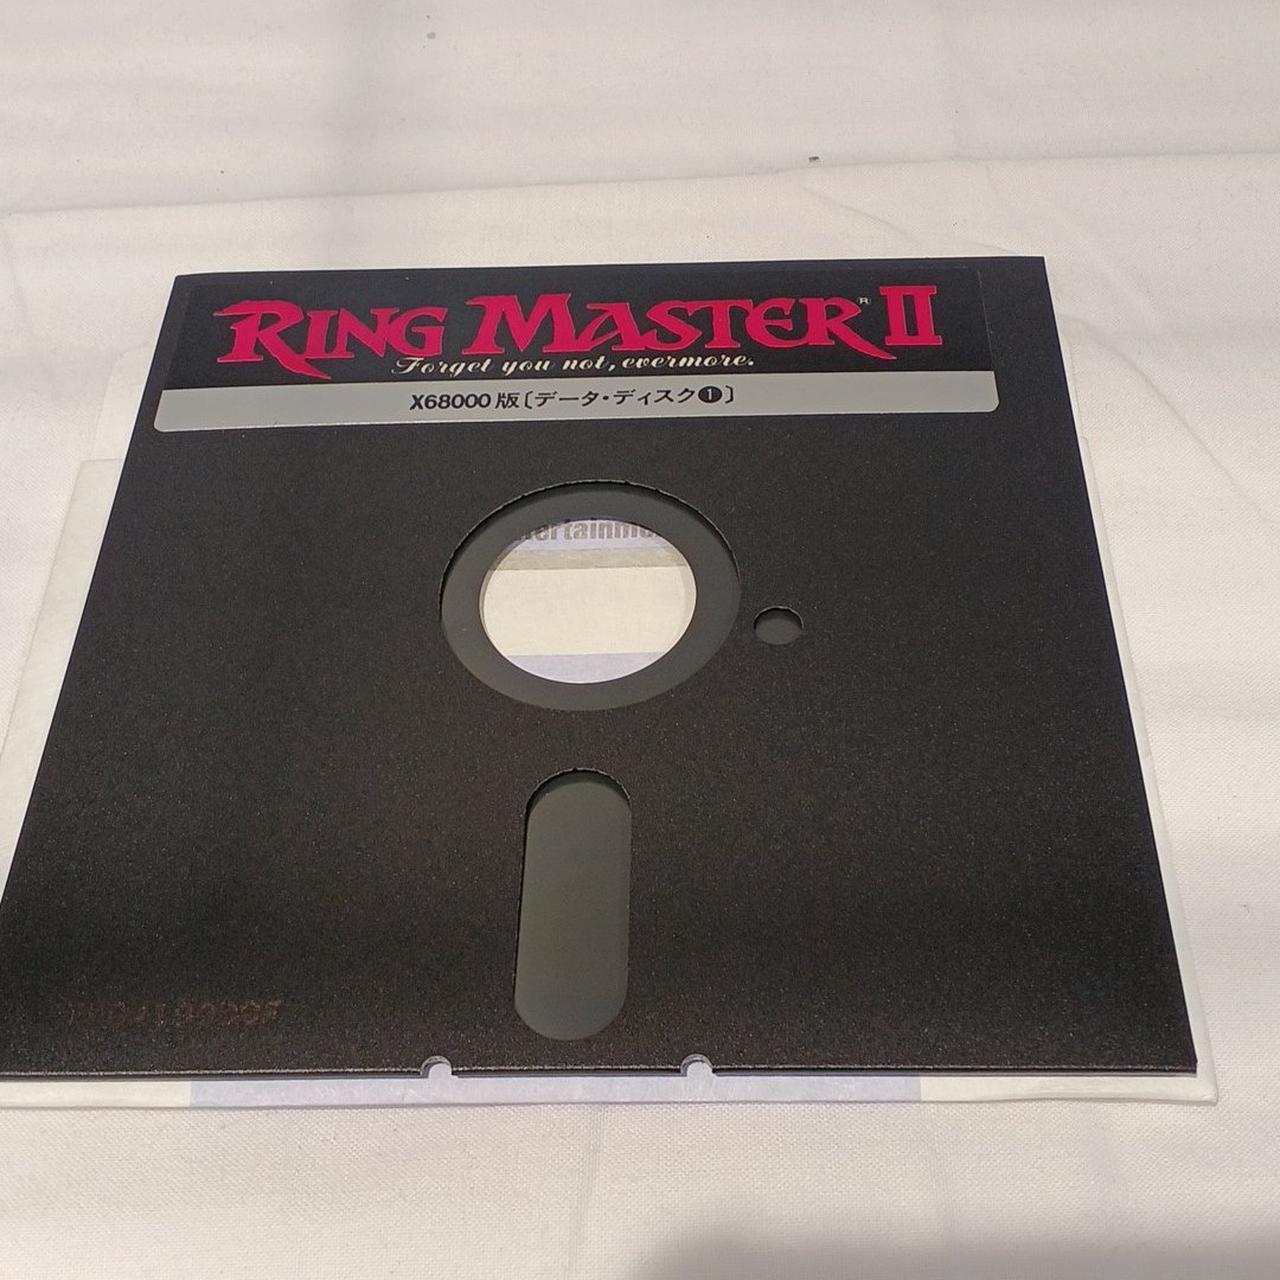 RING MASTER® II
Forget you not, evermore.
X68000版〔データ・ディスク❶〕